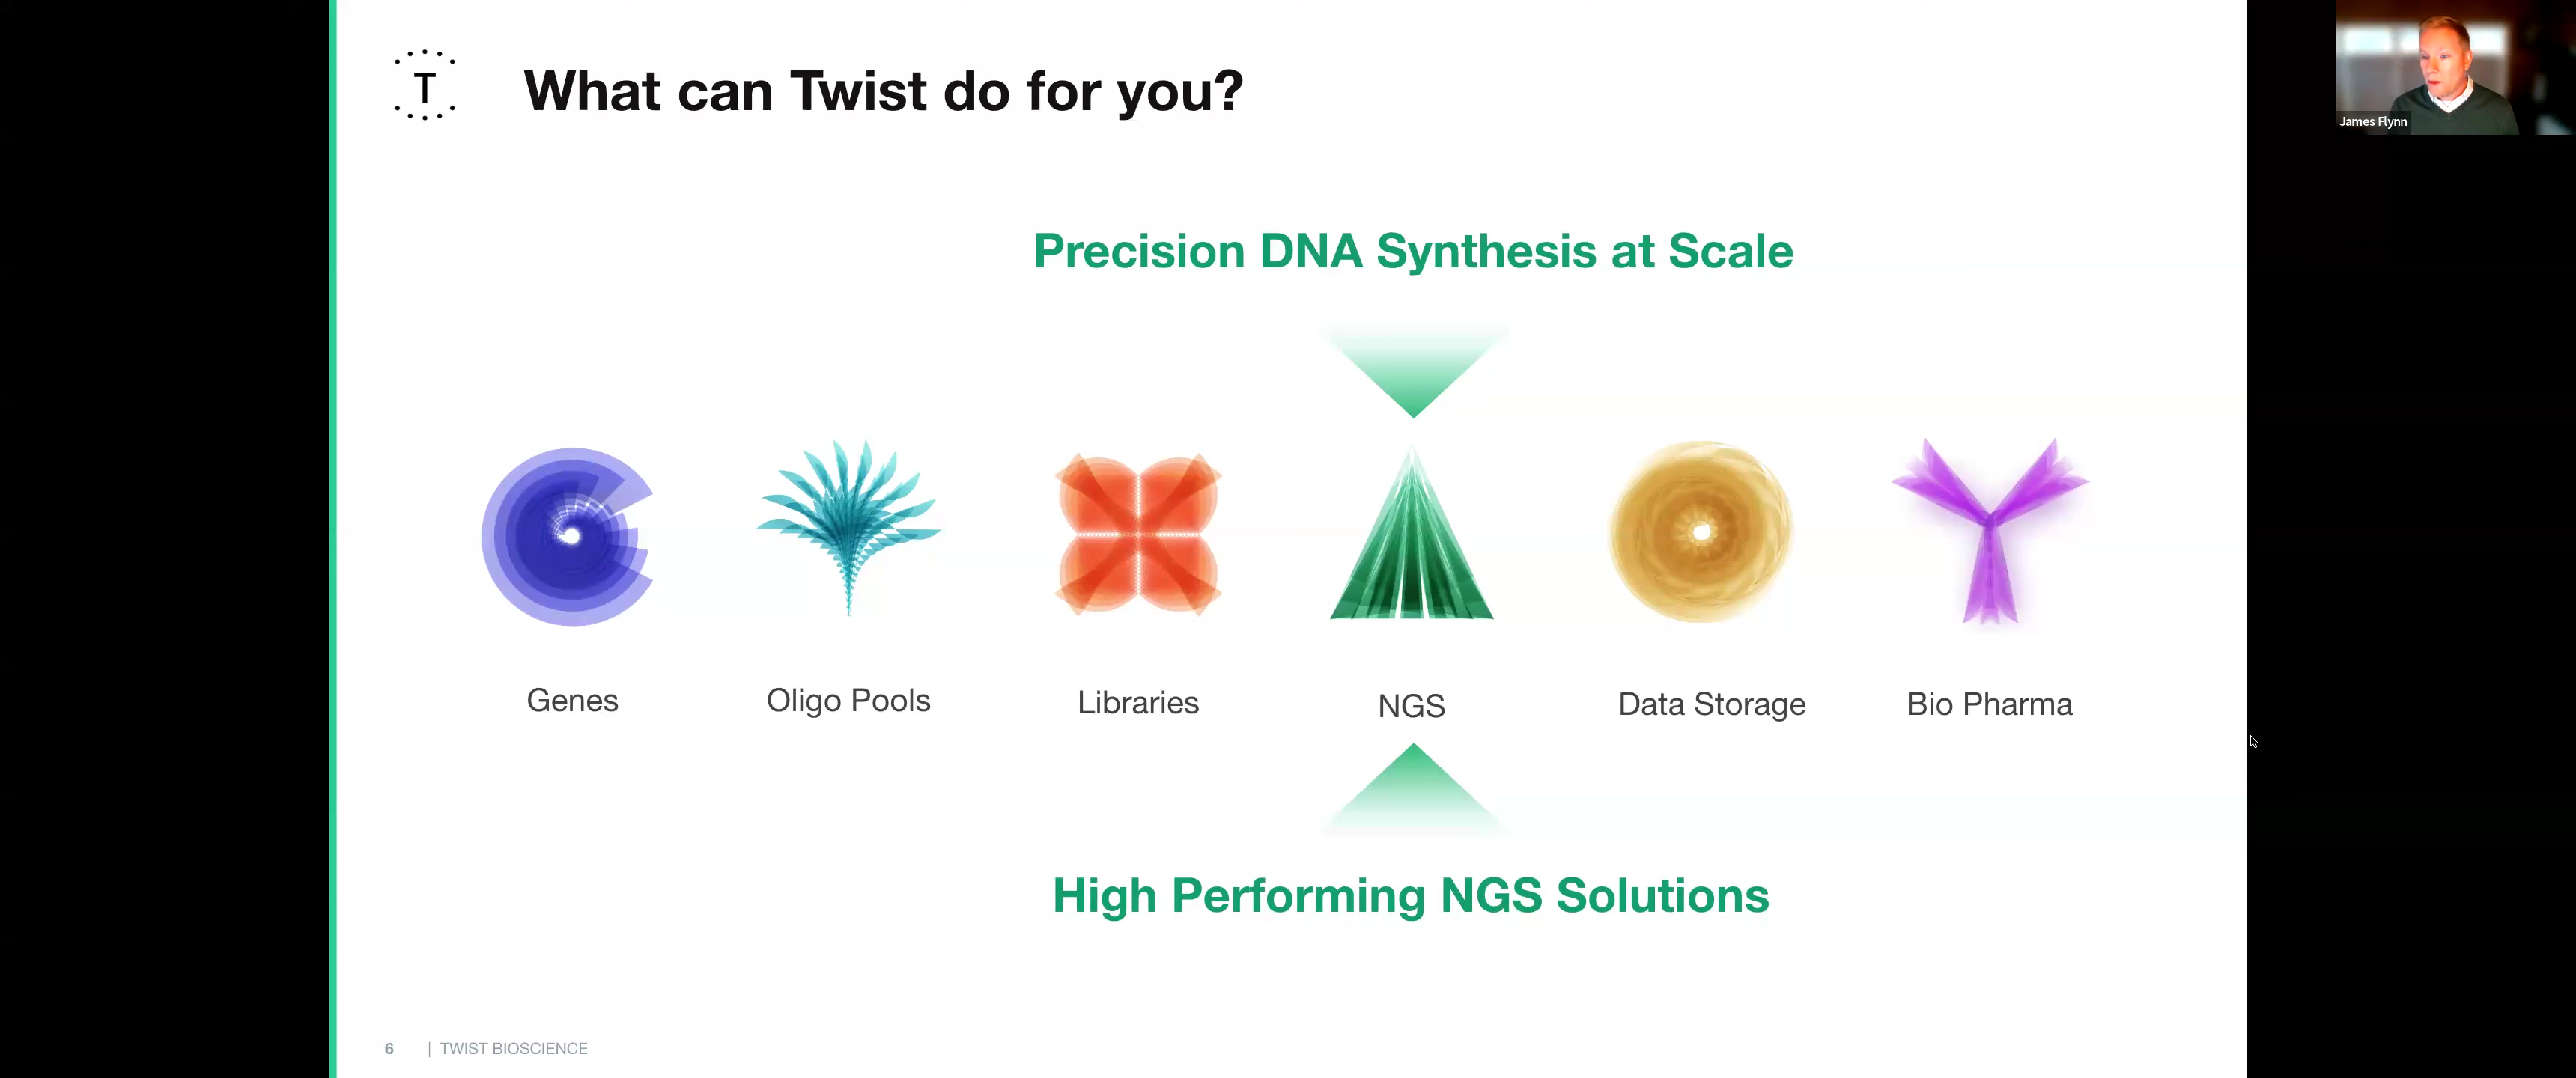 T
What can Twist do for you?
James Flynn
Precision DNA Synthesis at Scale
Genes
Oligo Pools
Libraries
NGS
Data Storage
Bio Pharma
High Performing NGS Solutions
6 | TWIST BIOSCIENCE